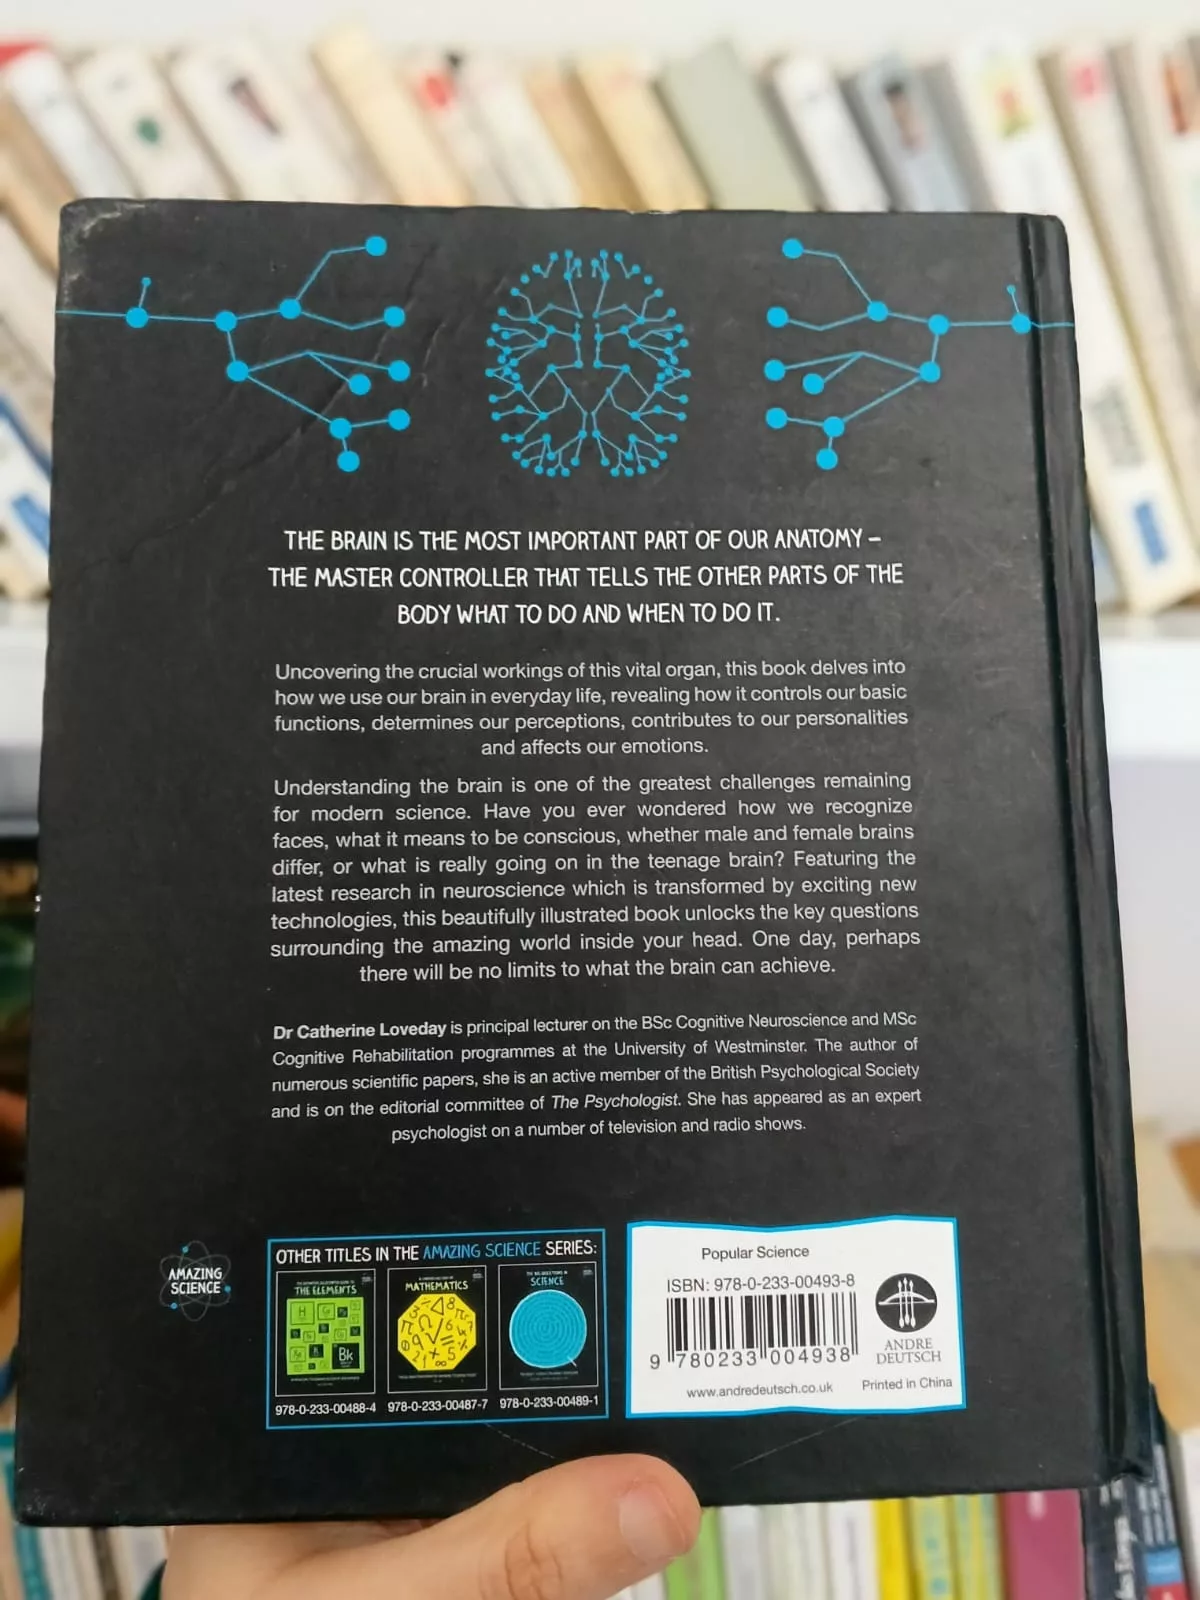 THE BRAIN IS THE MOST IMPORTANT PART OF OUR ANATOMY –
THE MASTER CONTROLLER THAT TELLS THE OTHER PARTS OF THE
BODY WHAT TO DO AND WHEN TO DO IT.
Uncovering the crucial workings of this vital organ, this book delves into
how we use our brain in everyday life, revealing how it controls our basic
functions, determines our perceptions, contributes to our personalities
and affects our emotions.
Understanding the brain is one of the greatest challenges remaining
for modern science. Have you ever wondered how we recognize
faces, what it means to be conscious, whether male and female brains
differ, or what is really going on in the teenage brain? Featuring the
latest research in neuroscience which is transformed by exciting new
technologies, this beautifully illustrated book unlocks the key questions
surrounding the amazing world inside your head. One day, perhaps
there will be no limits to what the brain can achieve.
Dr Catherine Loveday is principal lecturer on the BSc Cognitive Neuroscience and MSc
Cognitive Rehabilitation programmes at the University of Westminster. The author of
numerous scientific papers, she is an active member of the British Psychological Society
and is on the editorial committee of The Psychologist. She has appeared as an expert
psychologist on a number of television and radio shows.
AMAZING
SCIENCE
OTHER TITLES IN THE AMAZING SCIENCE SERIES:
THE ELEMENTS
Bk
978-0-233-00488-4
MATHEMATICS
978-0-233-00487-7
SCIENCE
978-0-233-00489-1
Popular Science
ISBN: 978-0-233-00493-8
9 780233 004938
www.andredeutsch.co.uk
ANDRE
DEUTSCH
Printed in China